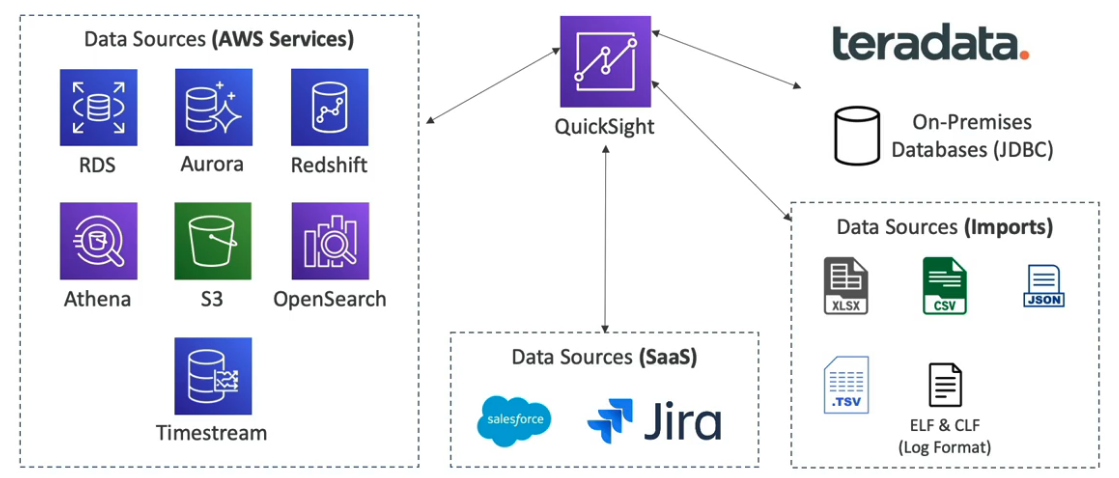 Data Sources (AWS Services)
RDS
Aurora
Redshift
Athena
S3
OpenSearch
Timestream
QuickSight
Data Sources (SaaS)
salesforce
Jira
teradata.
On-Premises
Databases (JDBC)
Data Sources (Imports)
XLSX
CSV
JSON
.TSV
ELF & CLF
(Log Format)